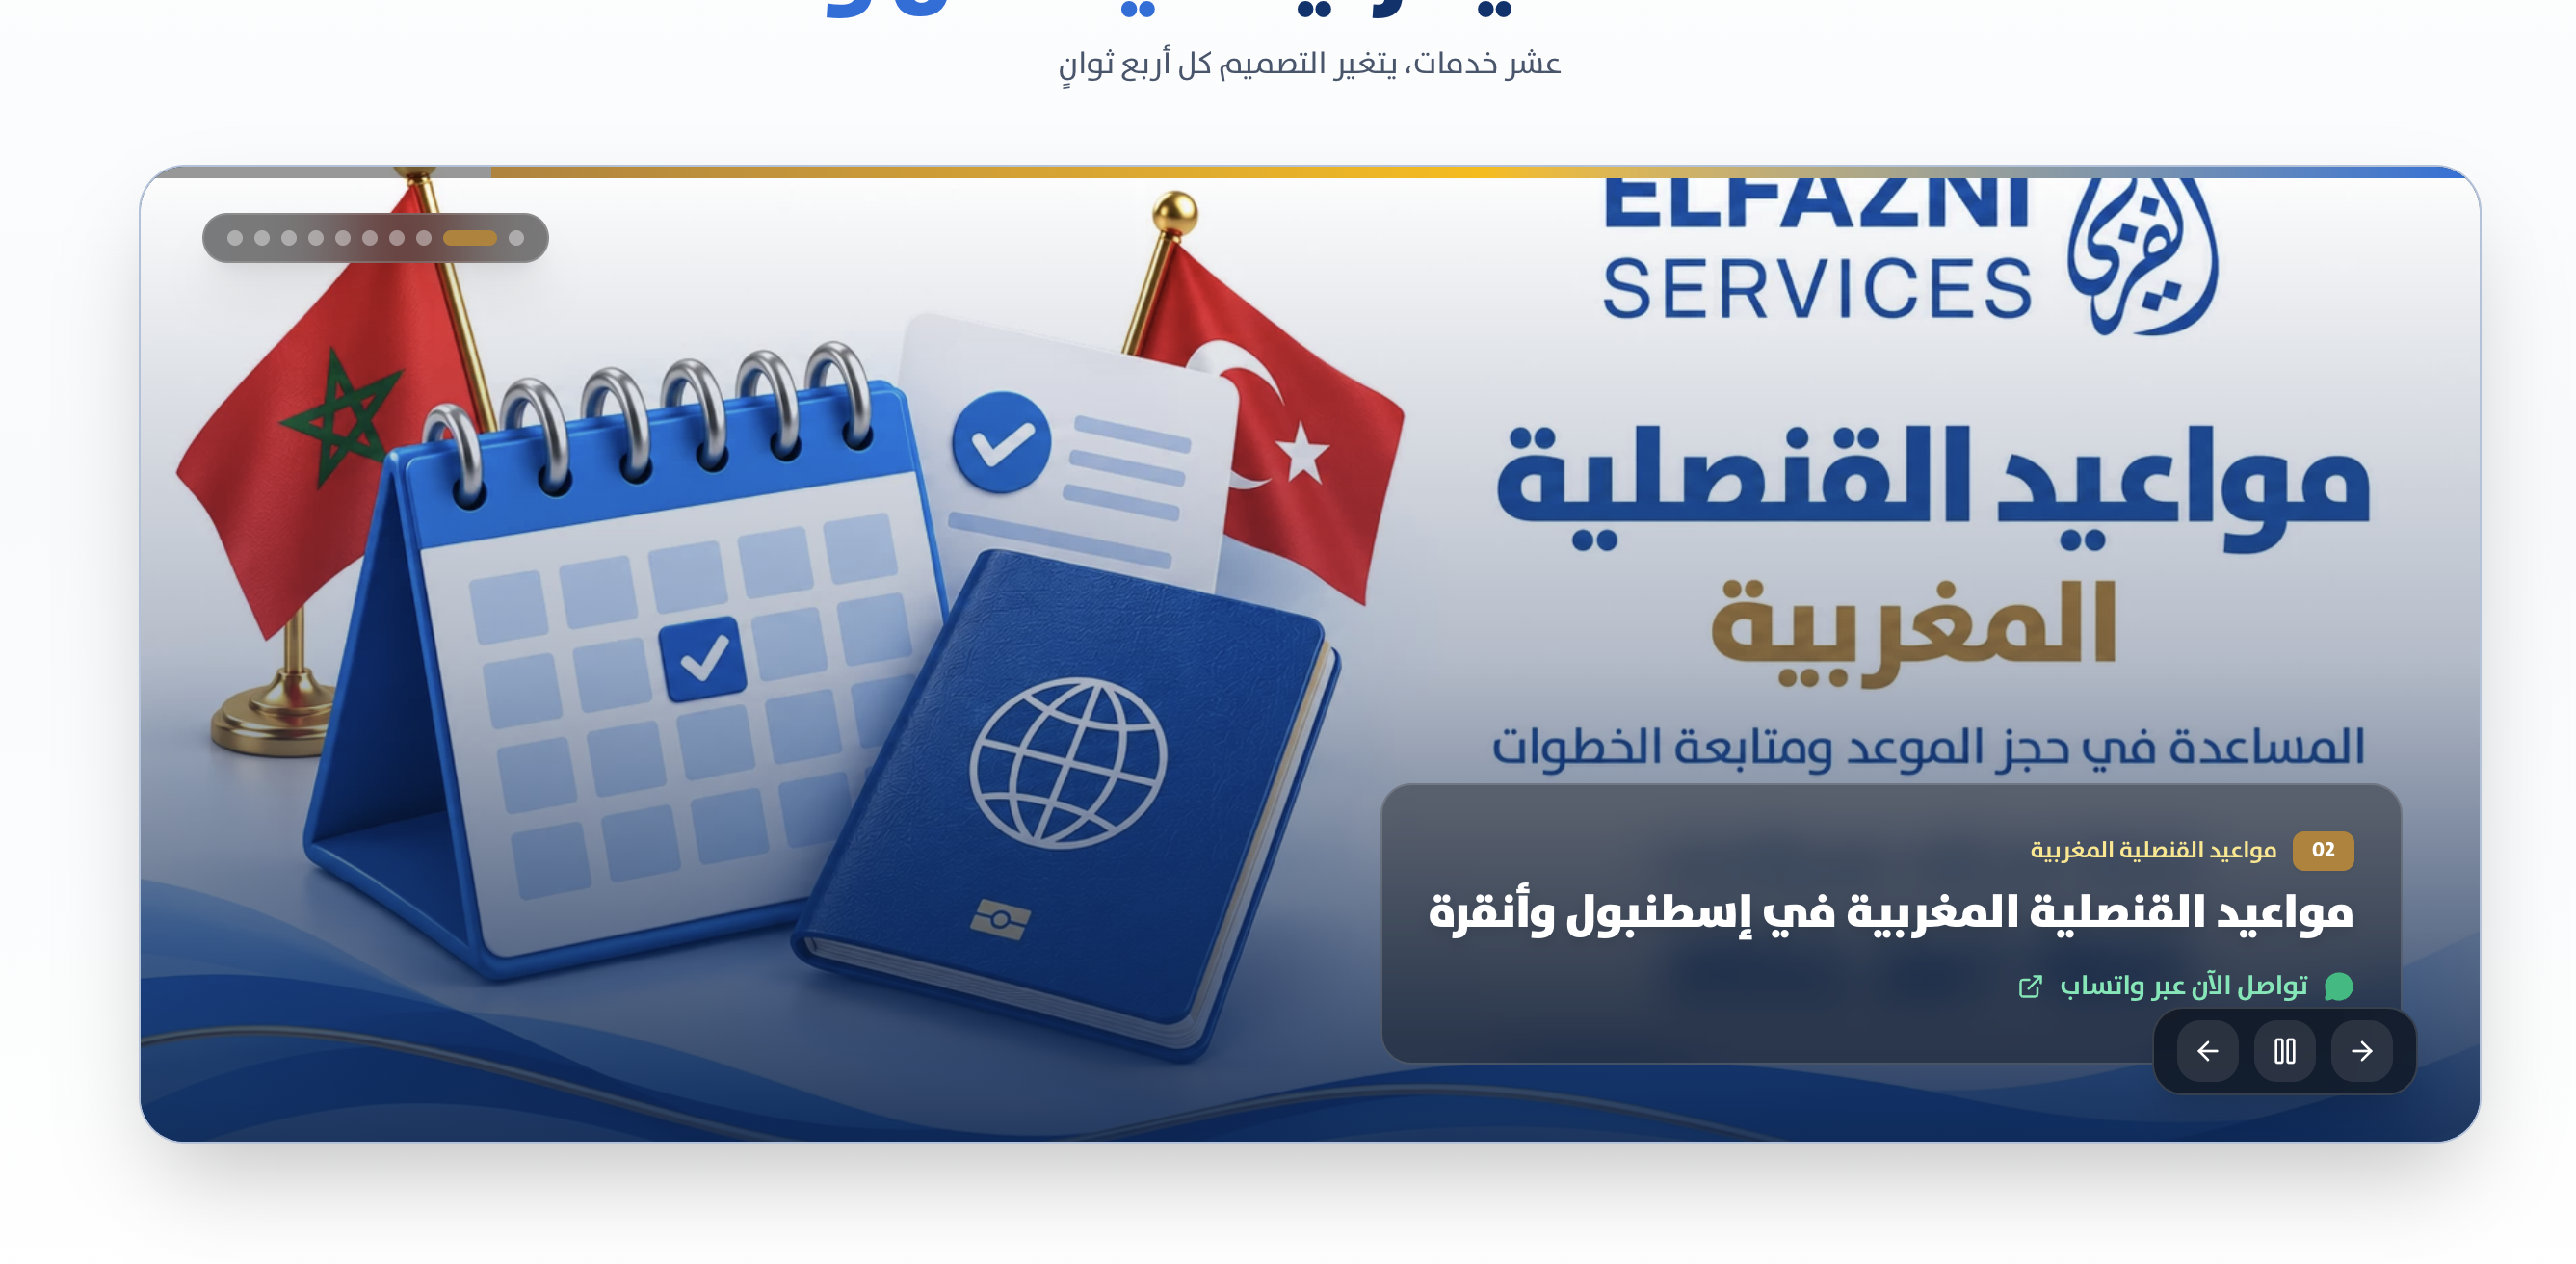 عشر خدمات، يتغير التصميم كل أربع ثوانٍ
ELFAZNI
SERVICES
مواعيد القنصلية
المغربية
المساعدة في حجز الموعد ومتابعة الخطوات
02 مواعيد القنصلية المغربية
مواعيد القنصلية المغربية في إسطنبول وأنقرة
تواصل الآن عبر واتساب